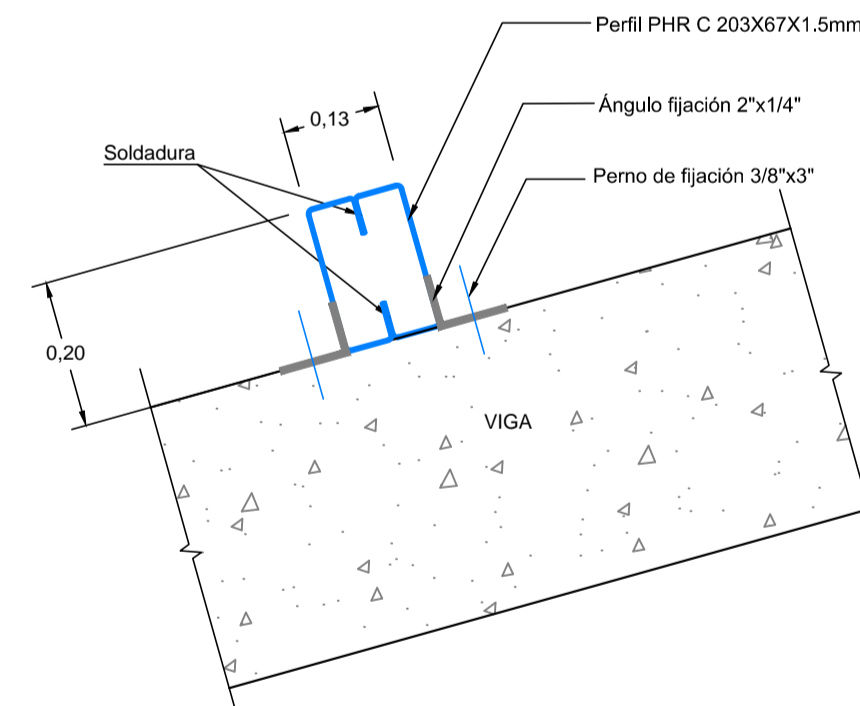 Perfil PHR C 203X67X1.5mm
Ángulo fijación 2"x1/4"
0,13
Soldadura
Perno de fijación 3/8"x3"
0,20
VIGA